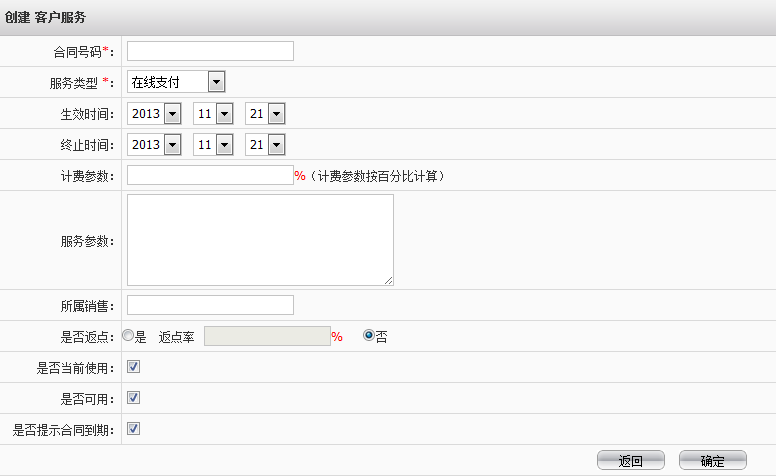 创建 客户服务
合同号码*:
服务类型 *: 在线支付
生效时间: 2013 11 21
终止时间: 2013 11 21
计费参数: %（计费参数按百分比计算）
服务参数:
所属销售:
是否返点: 是 返点率 % 否
是否当前使用:
是否可用:
是否提示合同到期:
返回 确定